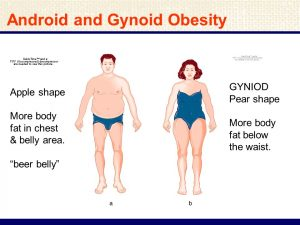 Android and Gynoid Obesity
Apple shape
More body
fat in chest
& belly area.
“beer belly”
GYNIOD
Pear shape
More body
fat below
the waist.
a
b